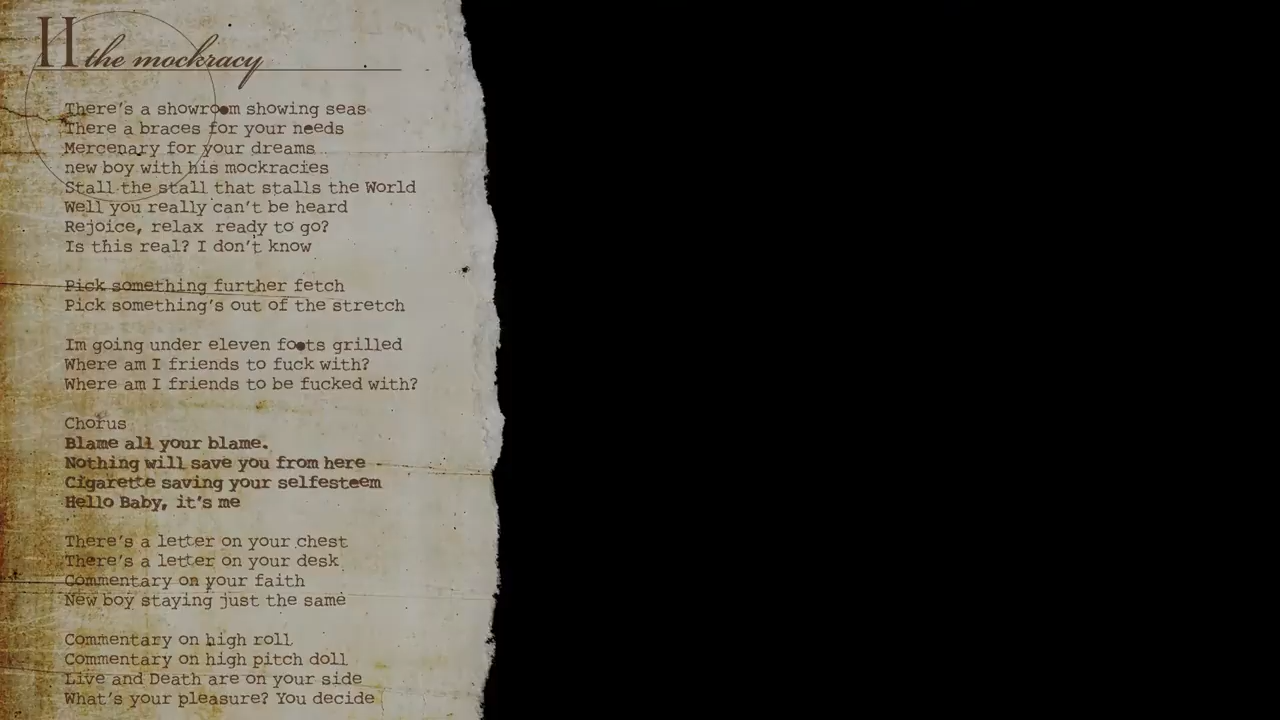 II the mockracy
There's a showroom showing seas
There a braces for your needs
Mercenary for your dreams
new boy with his mockracies
Stall the stall that stalls the World
Well you really can't be heard
Rejoice, relax ready to go?
Is this real? I don't know
Pick something further fetch
Pick something's out of the stretch
Im going under eleven foots grilled
Where am I friends to fuck with?
Where am I friends to be fucked with?
Chorus
Blame all your blame.
Nothing will save you from here
Cigarette saving your selfesteem
Hello Baby, it's me
There's a letter on your chest
There's a letter on your desk
Commentary on your faith
New boy staying just the same
Commentary on high roll
Commentary on high pitch doll
Live and Death are on your side
What's your pleasure? You decide